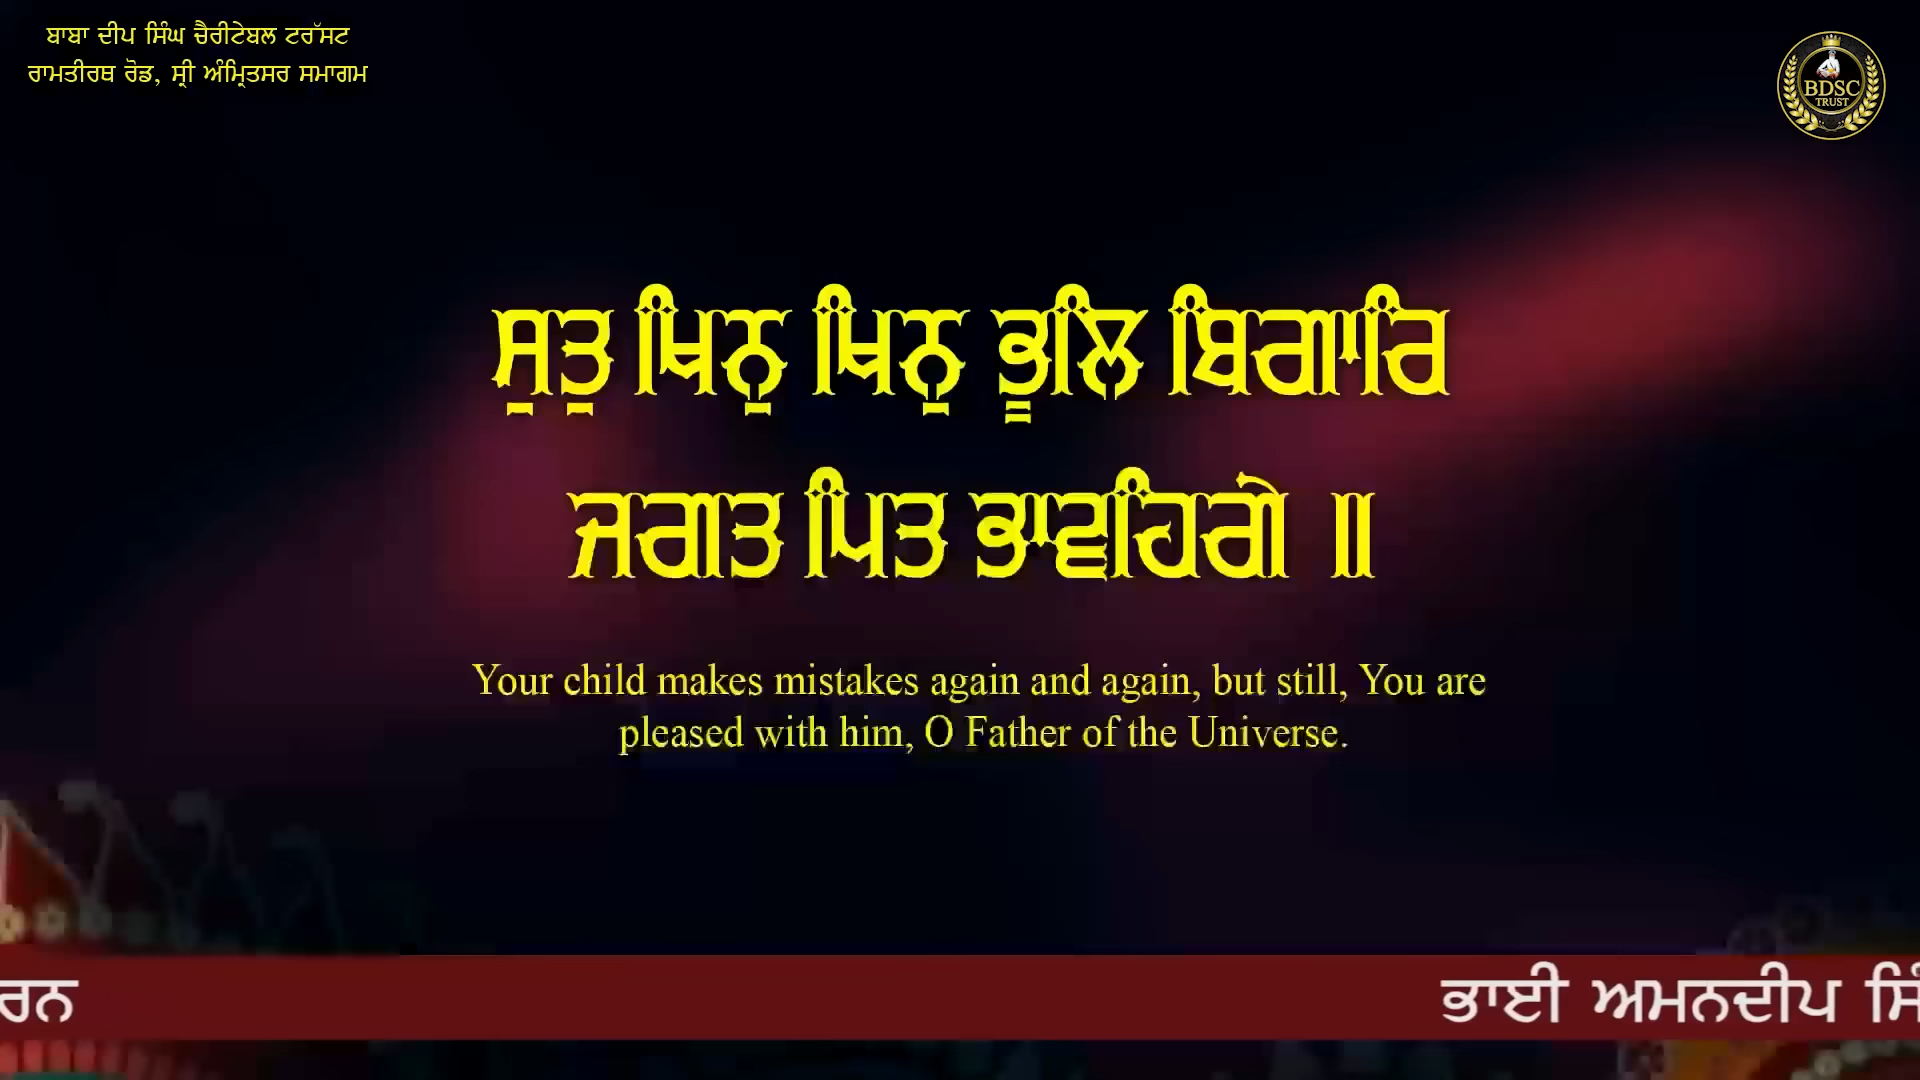 ਬਾਬਾ ਦੀਪ ਸਿੰਘ ਚੈਰੀਟੇਬਲ ਟਰੱਸਟ
ਰਾਮਤੀਰਥ ਰੋਡ, ਸ੍ਰੀ ਅੰਮ੍ਰਿਤਸਰ ਸਮਾਗਮ
BDSC
TRUST
ਸੁਤੁ ਖਿਨੁ ਖਿਨੁ ਭੂਲਿ ਬਿਗਾਰਿ
ਜਗਤ ਪਿਤ ਭਾਵਹਿਗੇ ॥
Your child makes mistakes again and again, but still, You are
pleased with him, O Father of the Universe.
ਰਨ ਭਾਈ ਅਮਨਦੀਪ ਸਿੰ